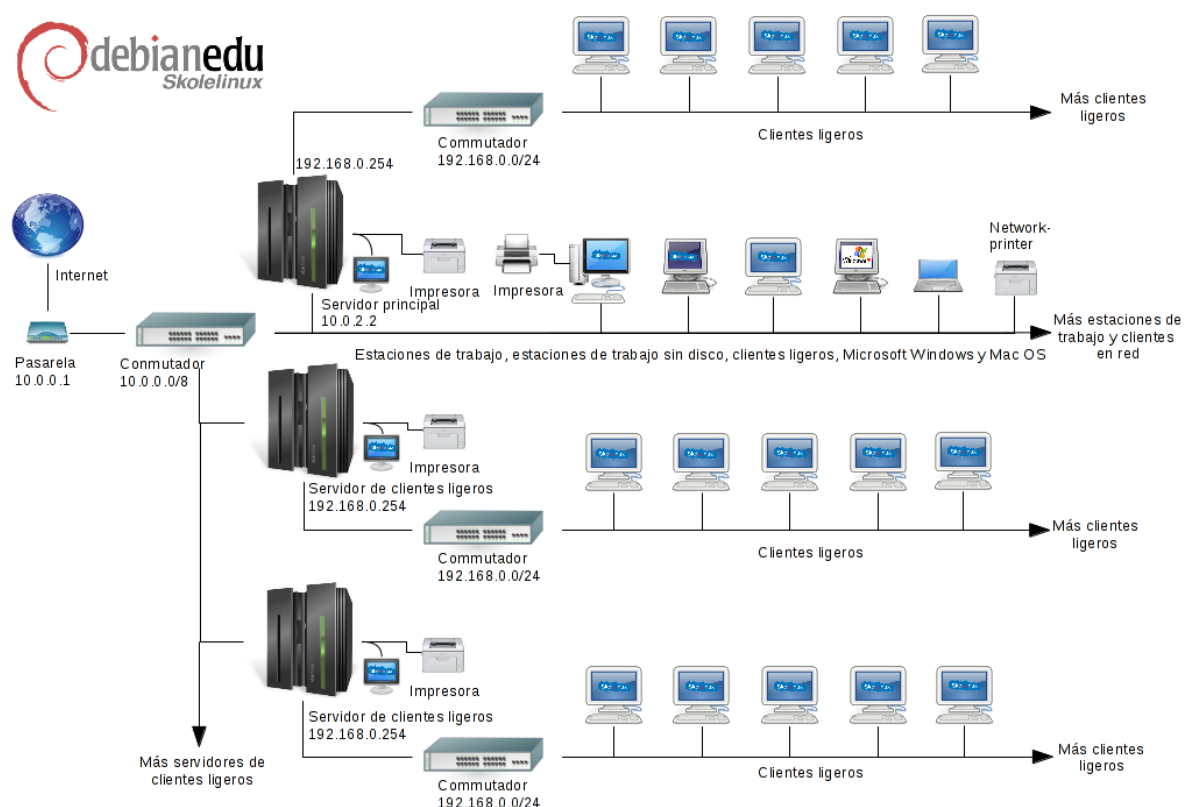 debianedu
Skolelinux
Commutador
192.168.0.0/24
Clientes ligeros
Más clientes
ligeros
192.168.0.254
Internet
Servidor principal
10.0.2.2
Impresora
Impresora
Network-
printer
Pasarela
10.0.0.1
Commutador
10.0.0.0/8
Estaciones de trabajo, estaciones de trabajo sin disco, clientes ligeros, Microsoft Windows y Mac OS
Más estaciones de
trabajo y clientes
en red
Impresora
Servidor de clientes ligeros
192.168.0.254
Commutador
192.168.0.0/24
Clientes ligeros
Más clientes
ligeros
Impresora
Servidor de clientes ligeros
192.168.0.254
Commutador
192.168.0.0/24
Clientes ligeros
Más clientes
ligeros
Más servidores de
clientes ligeros